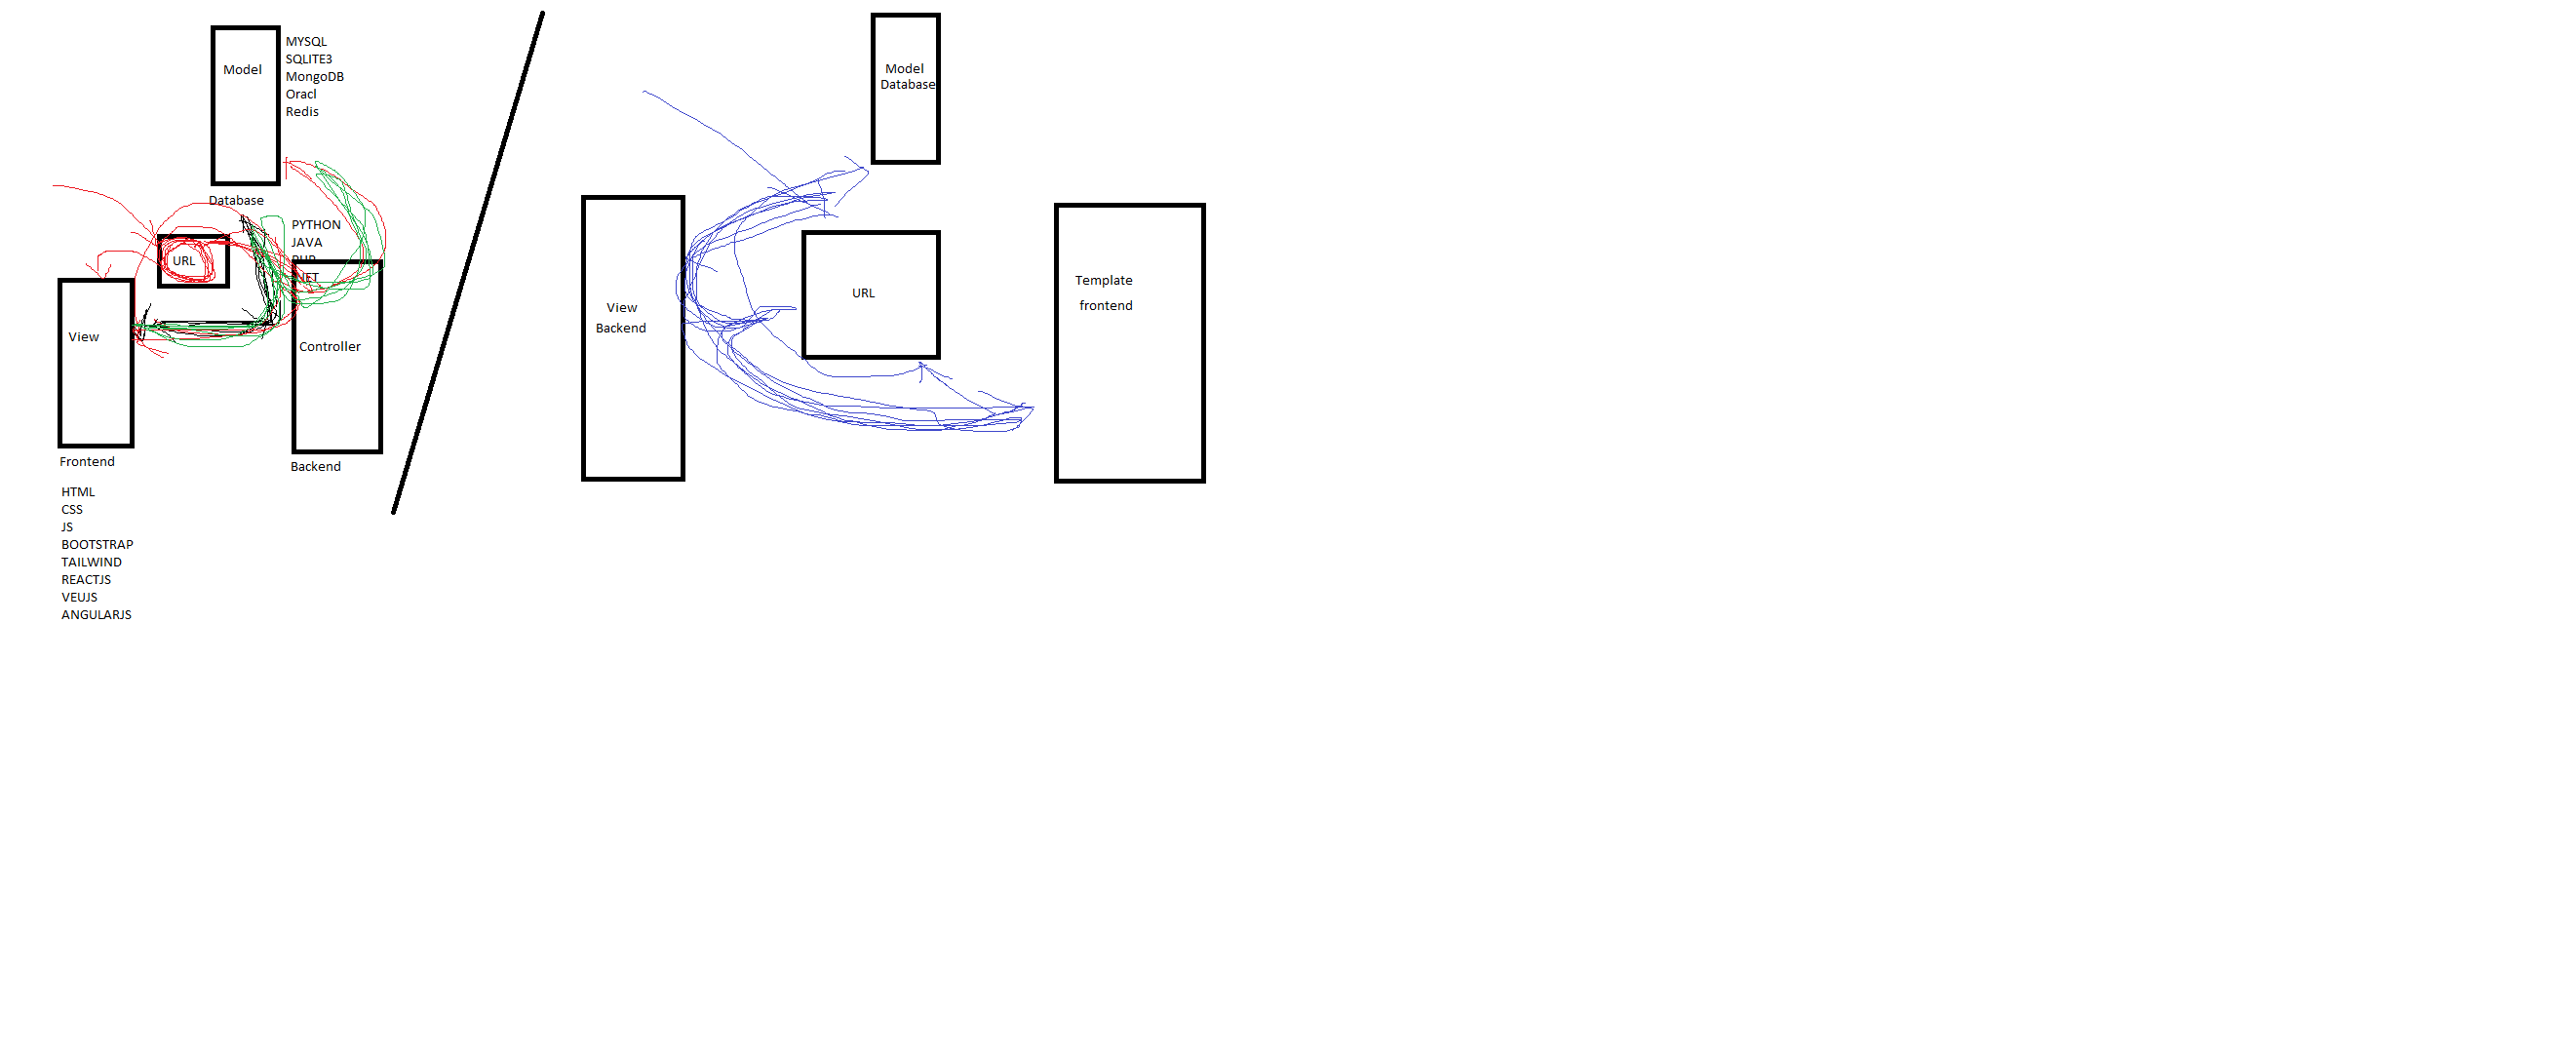 Model
MYSQL
SQLITE3
MongoDB
Oracl
Redis
Database
PYTHON
JAVA
PHP
.NET
URL
View
Controller
Frontend
Backend
HTML
CSS
JS
BOOTSTRAP
TAILWIND
REACTJS
VEUJS
ANGULARJS
Model
Database
View
Backend
URL
Template
frontend